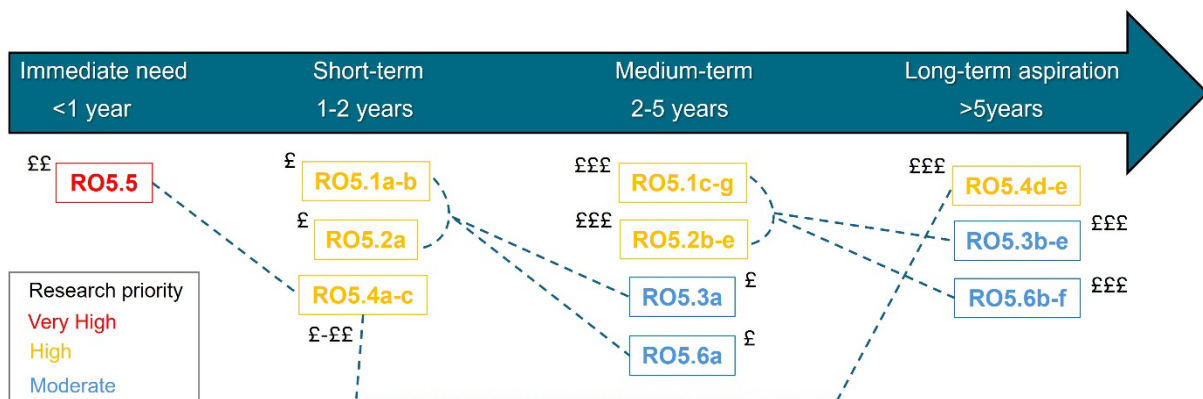 Immediate need
<1 year
Short-term
1-2 years
Medium-term
2-5 years
Long-term aspiration
>5years
££
RO5.5
£
RO5.1a-b
£
RO5.2a
RO5.4a-c
£-££
£££
RO5.1c-g
£££
RO5.2b-e
RO5.3a
£
RO5.6a
£
£££
RO5.4d-e
RO5.3b-e
£££
RO5.6b-f
£££
Research priority
Very High
High
Moderate